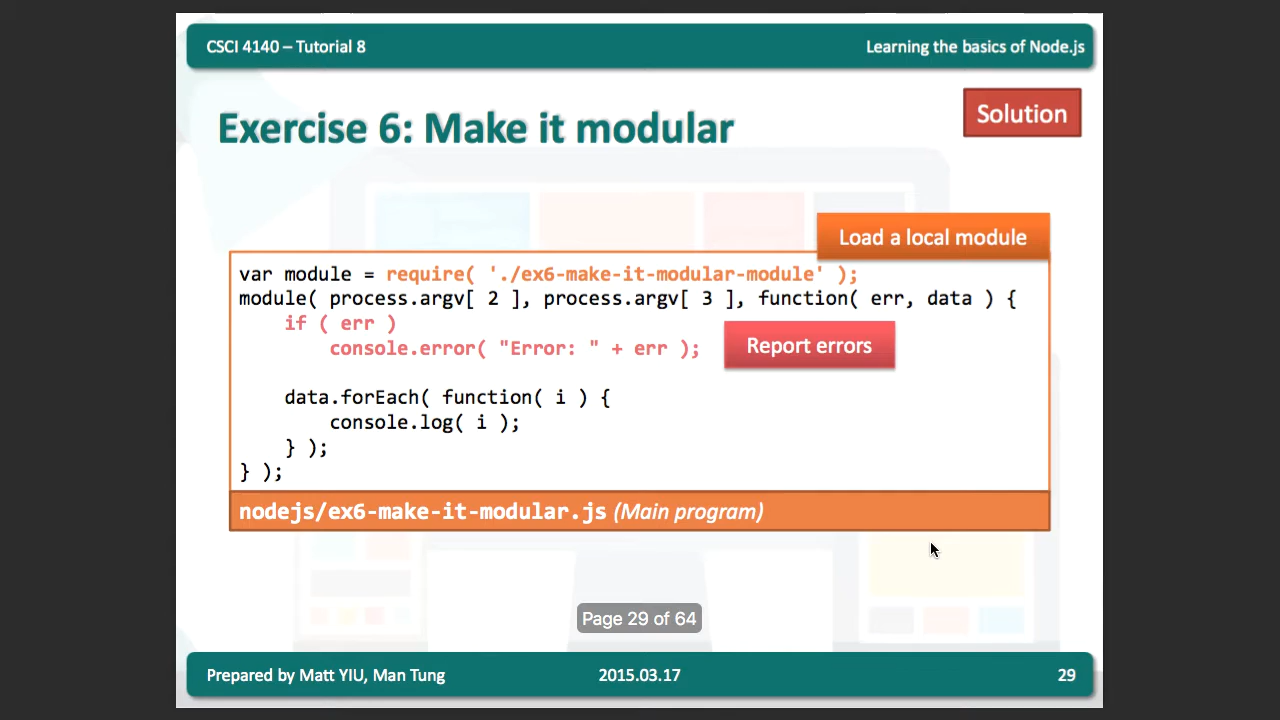 CSCI 4140 – Tutorial 8
Learning the basics of Node.js
Exercise 6: Make it modular
Solution
Load a local module
var module = require( './ex6-make-it-modular-module' );
module( process.argv[ 2 ], process.argv[ 3 ], function( err, data ) {
    if ( err )
        console.error( "Error: " + err );
Report errors
    data.forEach( function( i ) {
        console.log( i );
    } );
} );
nodejs/ex6-make-it-modular.js (Main program)
Page 29 of 64
Prepared by Matt YIU, Man Tung
2015.03.17
29